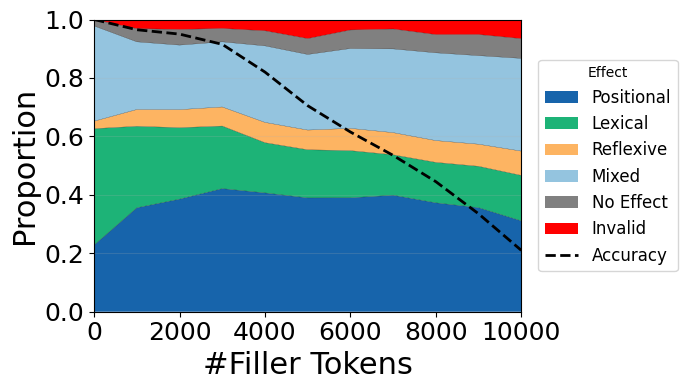 1.0
0.8
0.6
0.4
0.2
0.0
Proportion
0 2000 4000 6000 8000 10000
#Filler Tokens
Effect
Positional
Lexical
Reflexive
Mixed
No Effect
Invalid
Accuracy